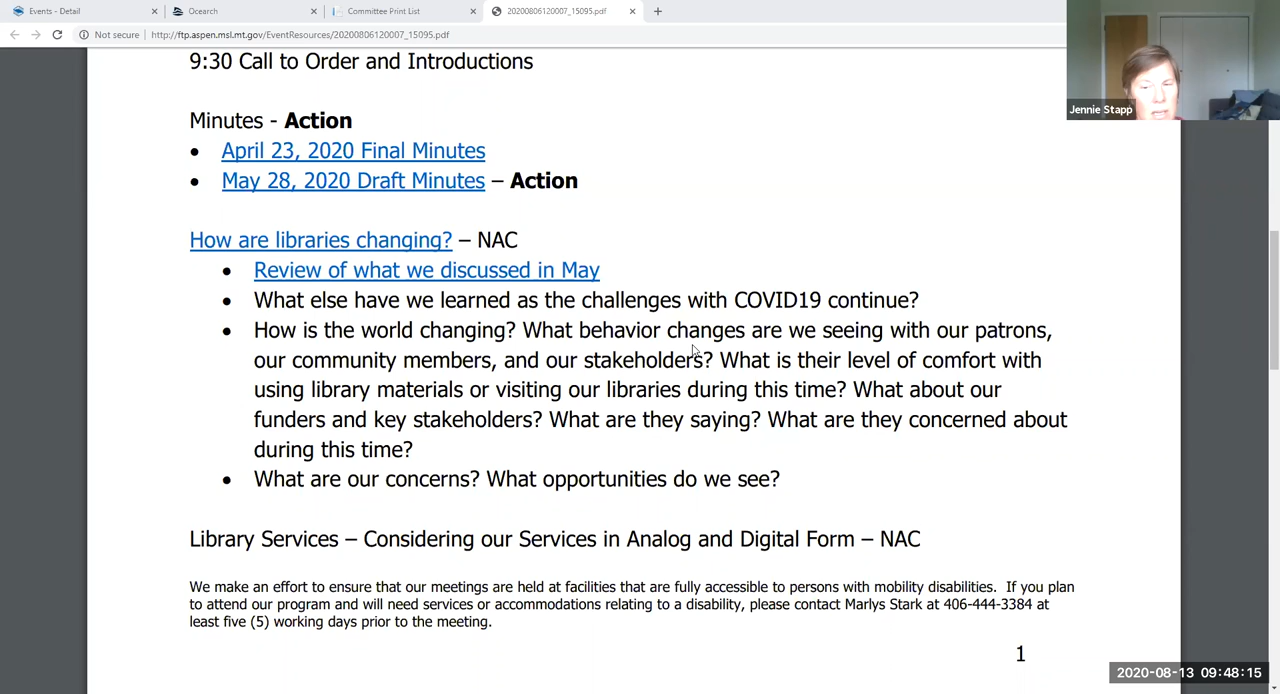 Events - Detail
Ocearch
Committee Print List
20200806120007_15095.pdf
Not secure
http://ftp.aspen.msl.mt.gov/EventResources/20200806120007_15095.pdf
Jennie Stapp
9:30 Call to Order and Introductions
Minutes - Action
• April 23, 2020 Final Minutes
• May 28, 2020 Draft Minutes – Action
How are libraries changing? – NAC
• Review of what we discussed in May
• What else have we learned as the challenges with COVID19 continue?
• How is the world changing? What behavior changes are we seeing with our patrons,
our community members, and our stakeholders? What is their level of comfort with
using library materials or visiting our libraries during this time? What about our
funders and key stakeholders? What are they saying? What are they concerned about
during this time?
• What are our concerns? What opportunities do we see?
Library Services – Considering our Services in Analog and Digital Form – NAC
We make an effort to ensure that our meetings are held at facilities that are fully accessible to persons with mobility disabilities.  If you plan
to attend our program and will need services or accommodations relating to a disability, please contact Marlys Stark at 406-444-3384 at
least five (5) working days prior to the meeting.
1
2020-08-13 09:48:15